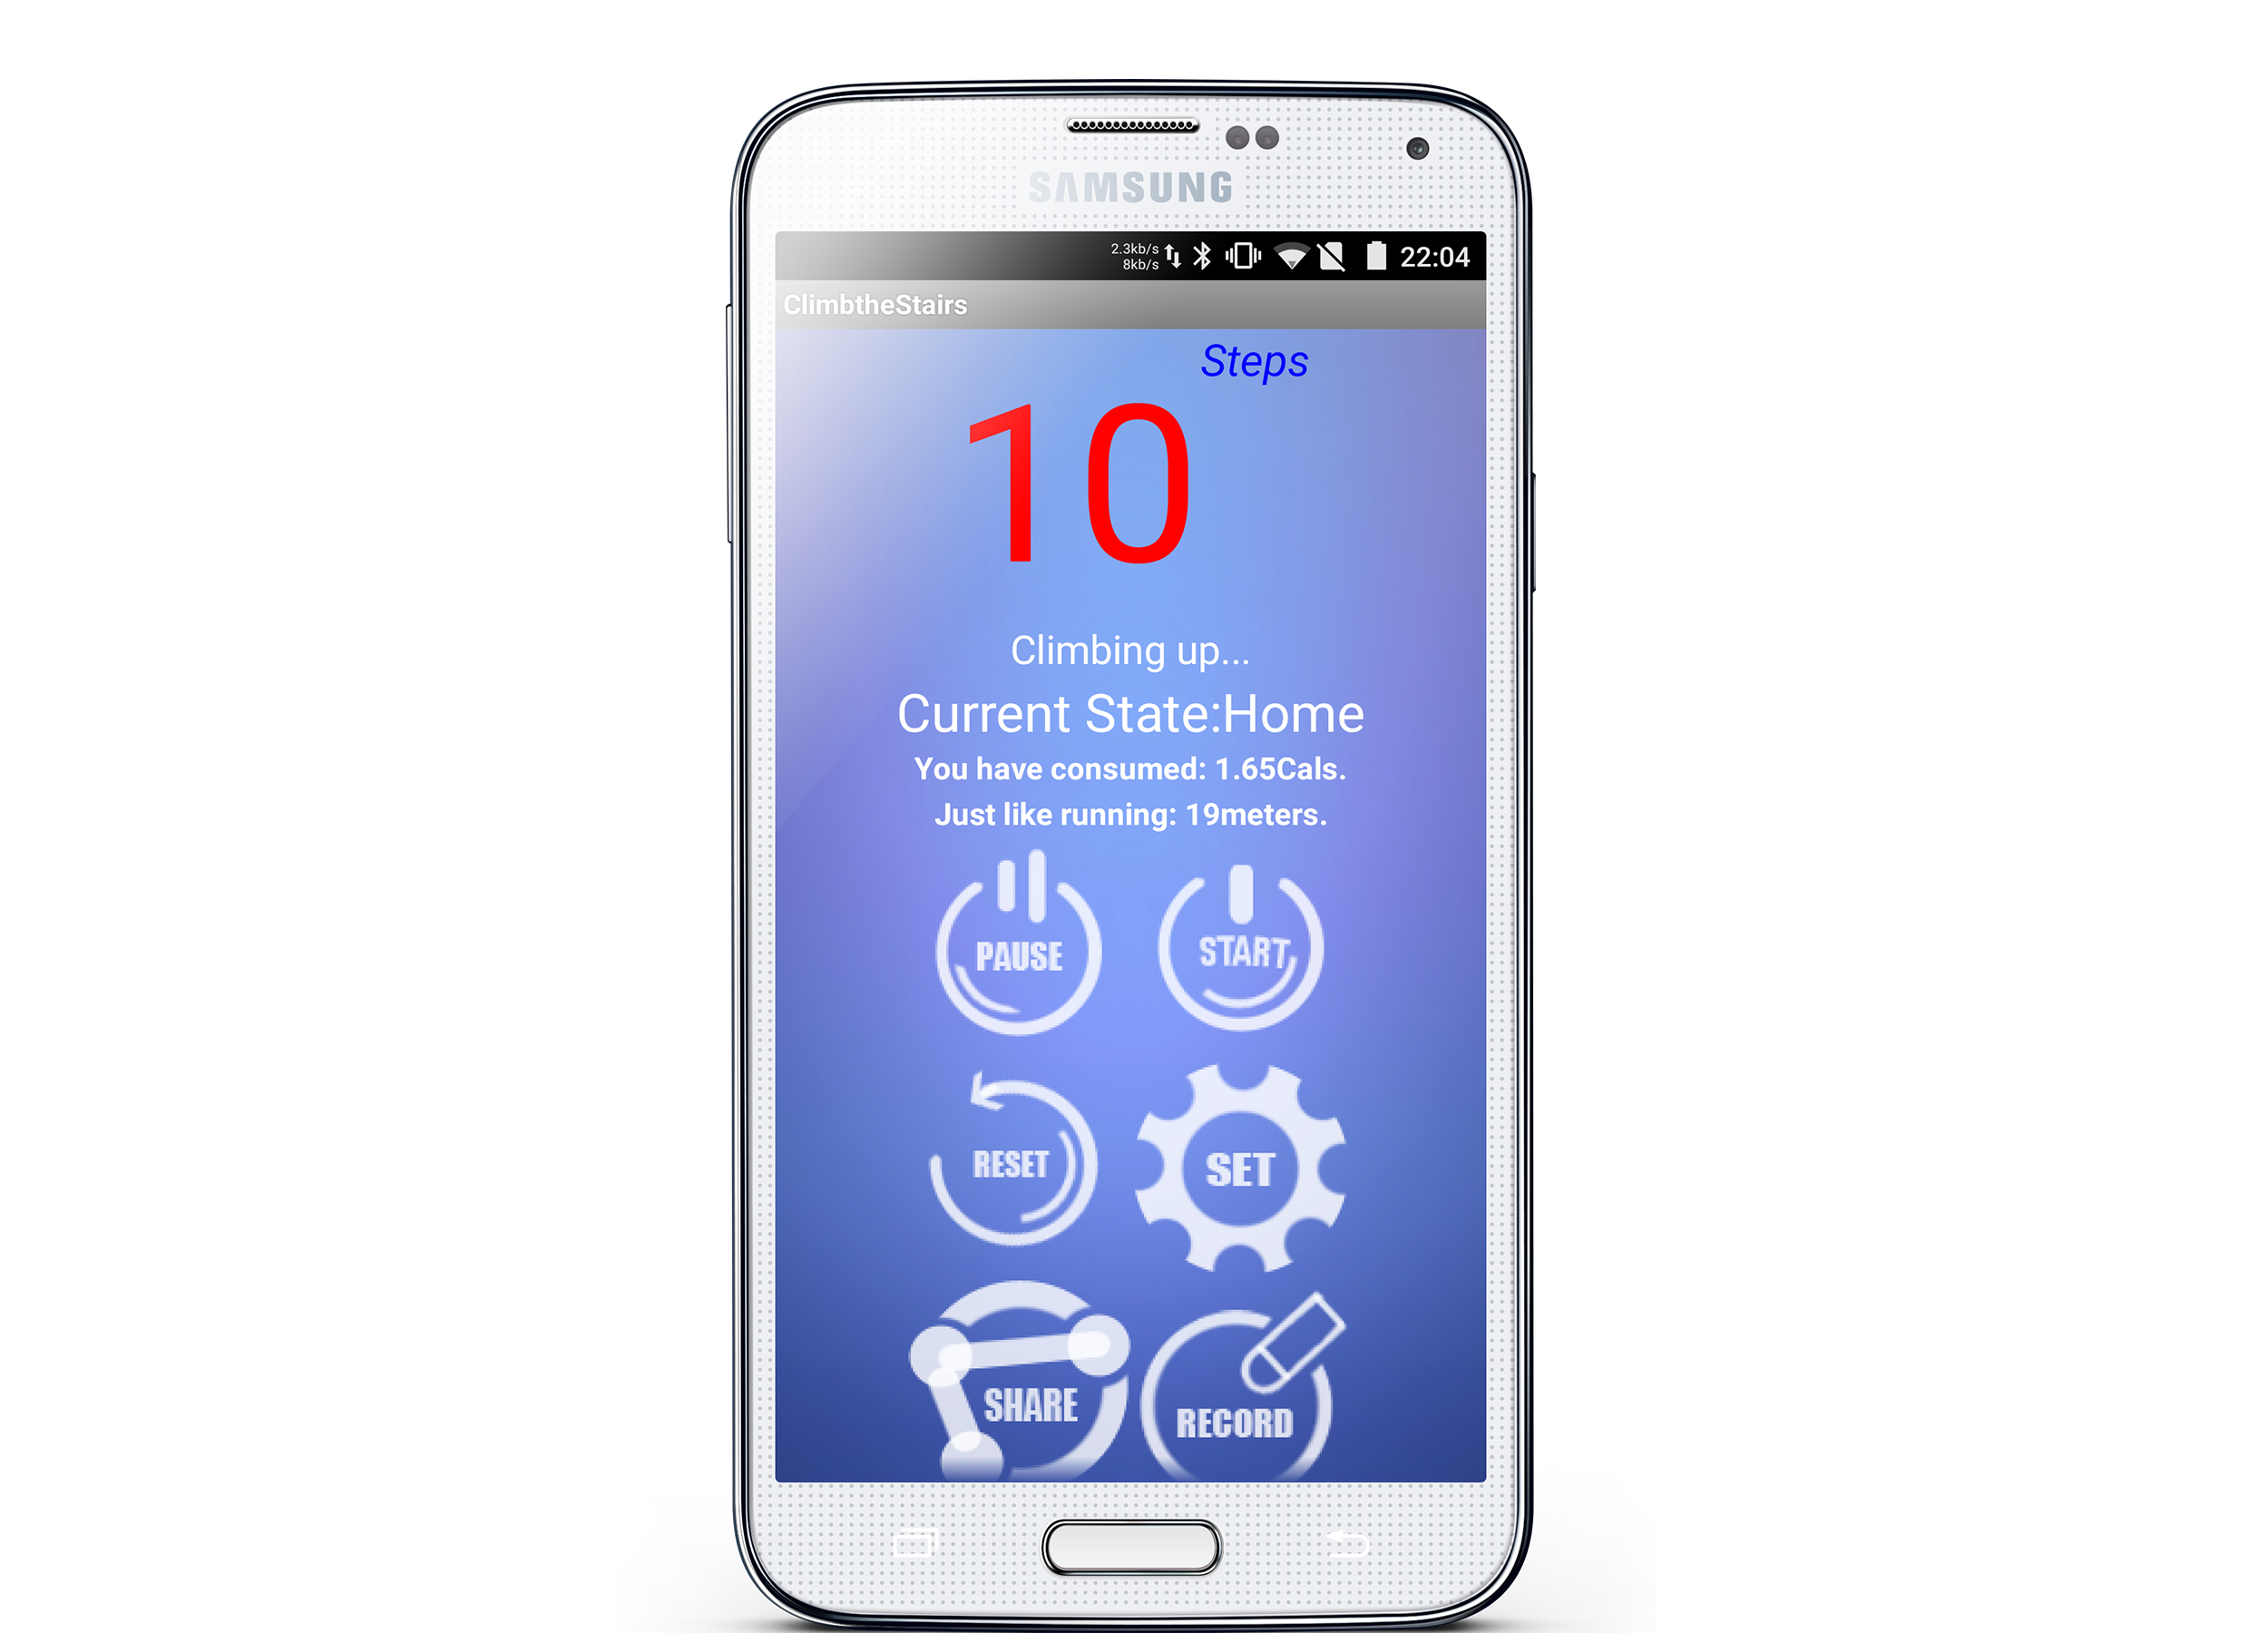 SAMSUNG
2.3kb/s
8kb/s
22:04
ClimbtheStairs
Steps
10
Climbing up...
Current State:Home
You have consumed: 1.65Cals.
Just like running: 19meters.
PAUSE
START
RESET
SET
SHARE
RECORD